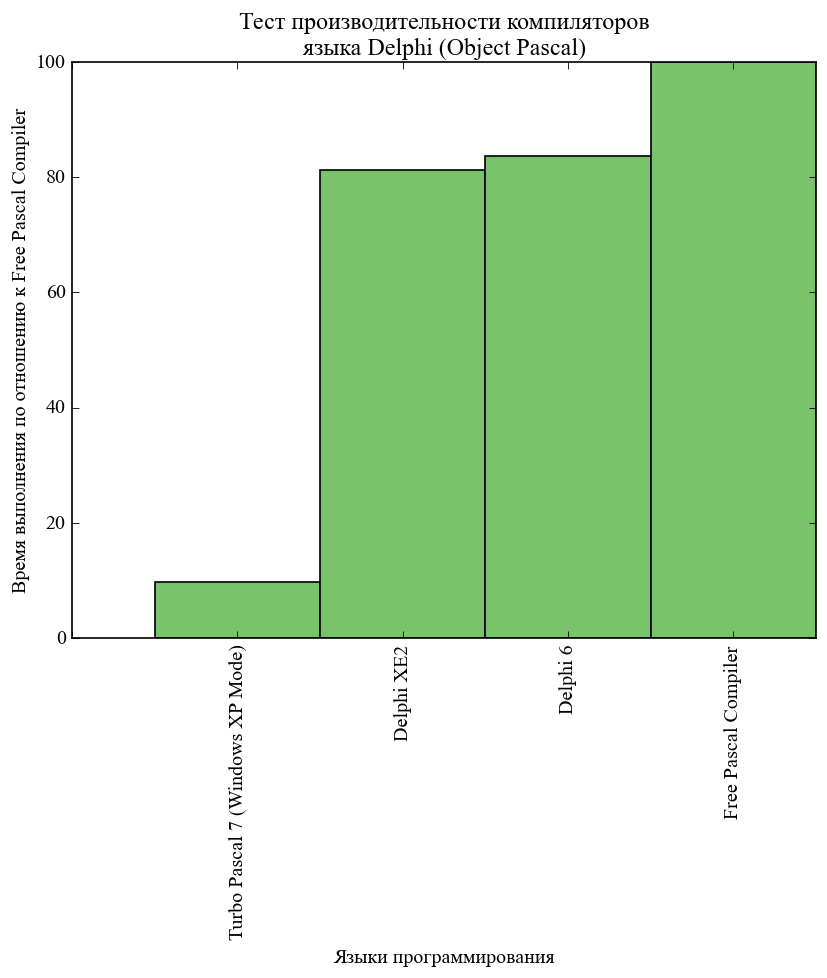 Тест производительности компиляторов
языка Delphi (Object Pascal)
Время выполнения по отношению к Free Pascal Compiler
100
80
60
40
20
0
Turbo Pascal 7 (Windows XP Mode)
Delphi XE2
Delphi 6
Free Pascal Compiler
Языки программирования